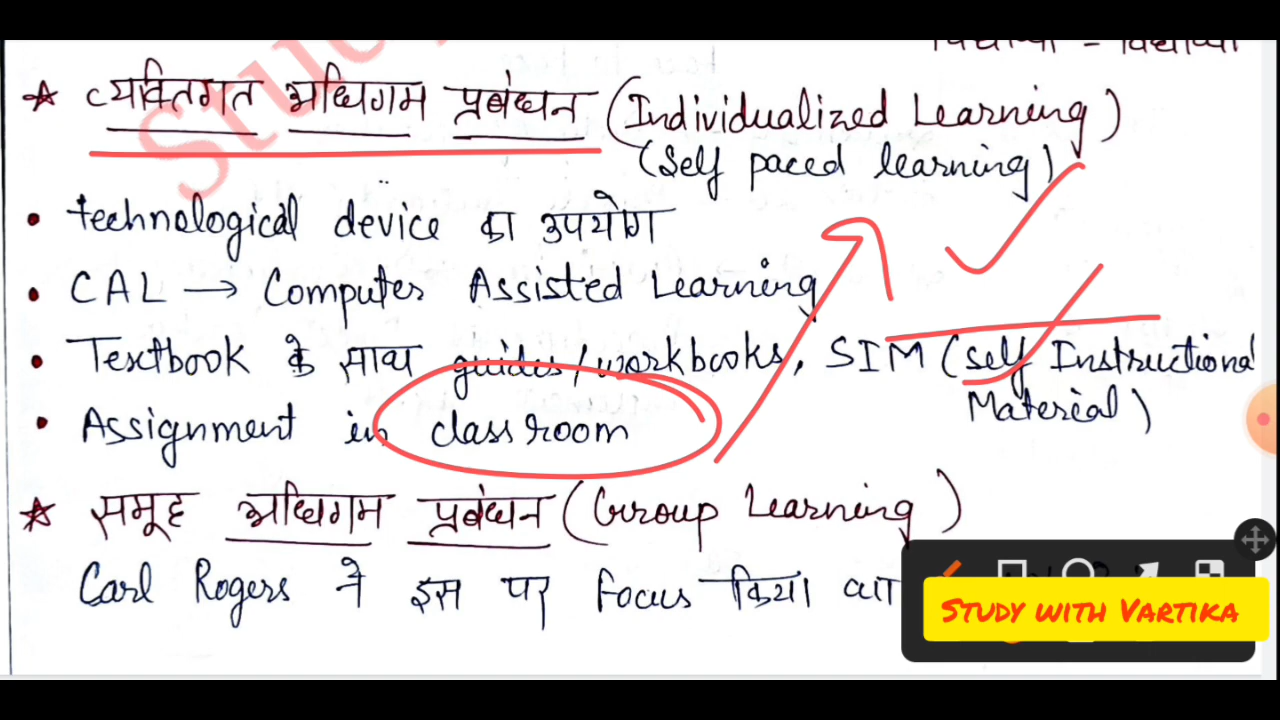 विद्यार्थी - विद्यार्थी
★ व्यक्तिगत अधिगम प्रबंधन (Individualized Learning)
(Self paced learning)
• technological device का उपयोग
• CAL → Computer Assisted Learning
• Textbook के साथ guides/workbooks, SIM (Self Instructional
Material)
• Assignment in classroom
★ समूह अधिगम प्रबंधन (Group Learning)
Carl Rogers ने इस पर focus किया था
STUDY WITH VARTIKA